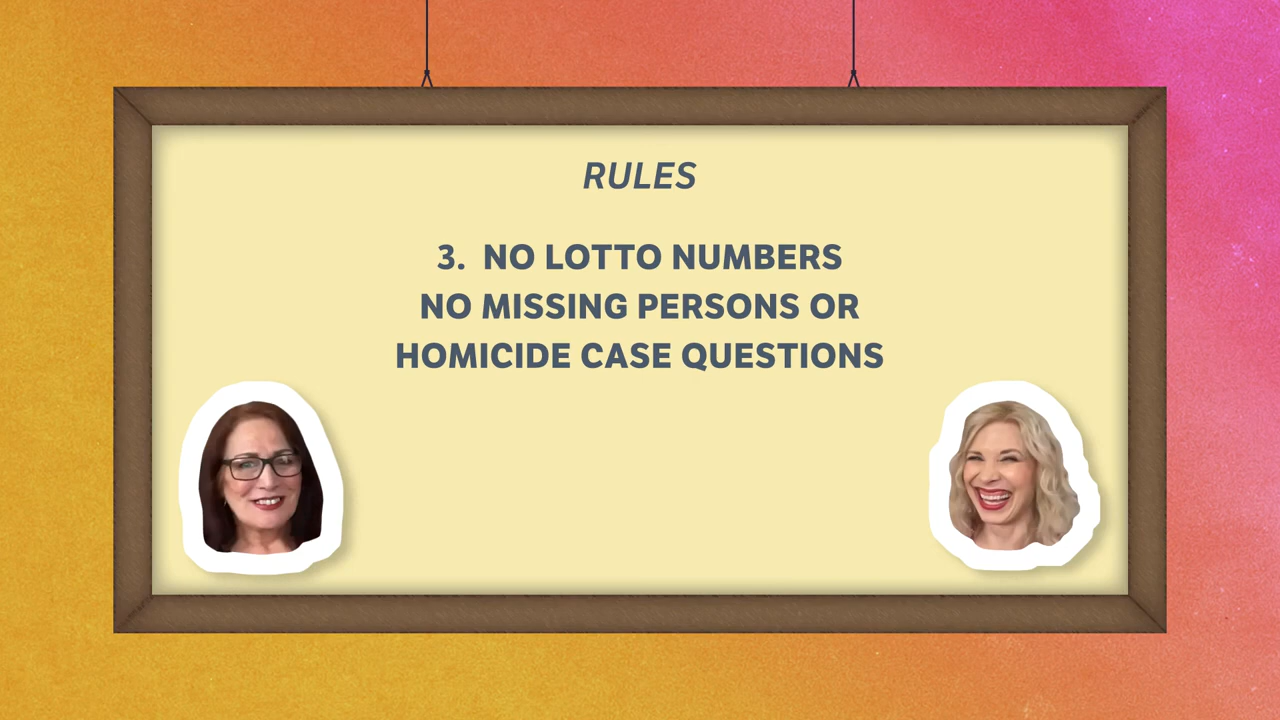 RULES
3. NO LOTTO NUMBERS
NO MISSING PERSONS OR
HOMICIDE CASE QUESTIONS